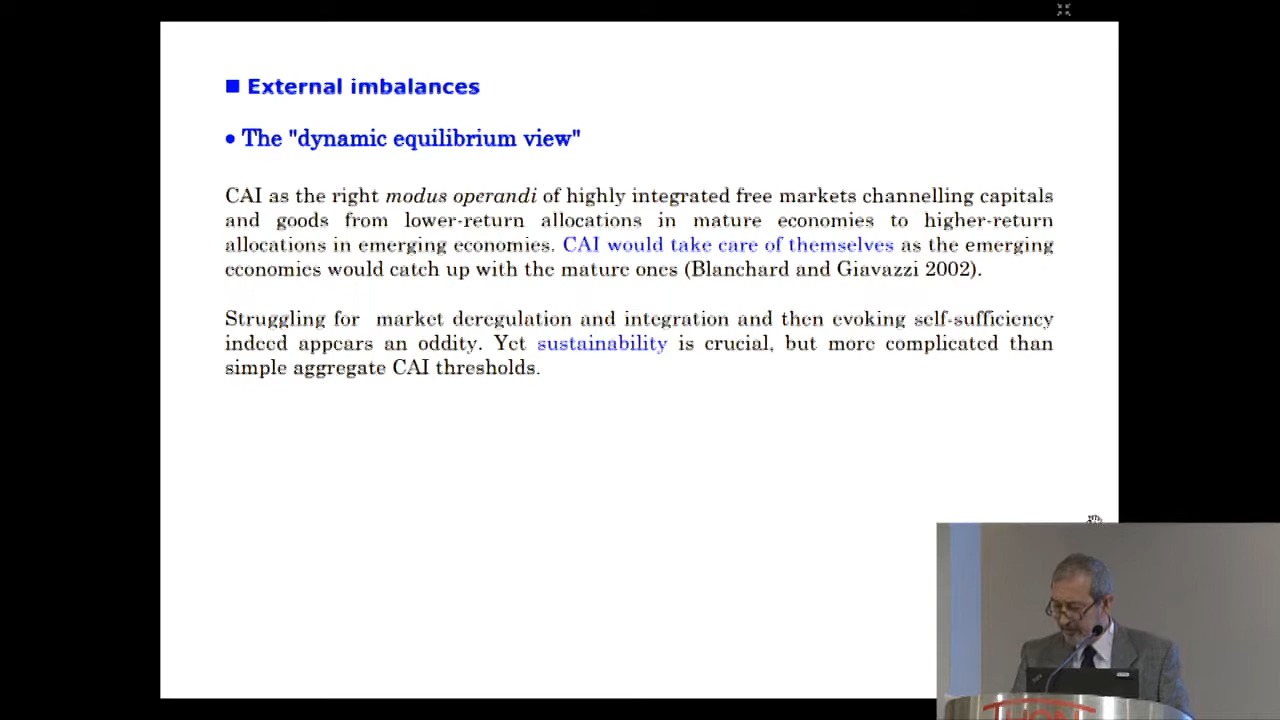 External imbalances
• The "dynamic equilibrium view"
CAI as the right modus operandi of highly integrated free markets channelling capitals
and goods from lower-return allocations in mature economies to higher-return
allocations in emerging economies. CAI would take care of themselves as the emerging
economies would catch up with the mature ones (Blanchard and Giavazzi 2002).
Struggling for market deregulation and integration and then evoking self-sufficiency
indeed appears an oddity. Yet sustainability is crucial, but more complicated than
simple aggregate CAI thresholds.
THON